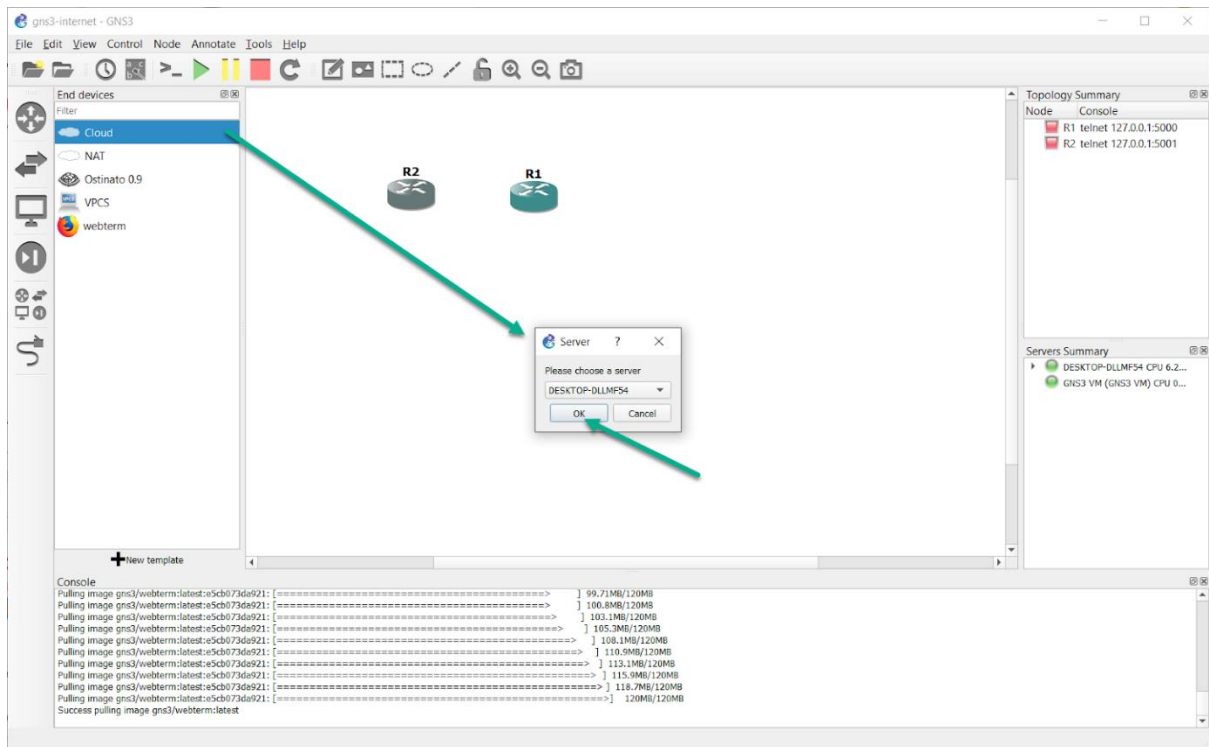 gns3-internet - GNS3
File Edit View Control Node Annotate Tools Help
End devices
Filter
Cloud
NAT
Ostinato 0.9
VPCS
webterm
New template
R2
R1
Server ?
Please choose a server
DESKTOP-DLLMF54
OK Cancel
Topology Summary
Node Console
R1 telnet 127.0.0.1:5000
R2 telnet 127.0.0.1:5001
Servers Summary
DESKTOP-DLLMF54 CPU 6.2...
GNS3 VM (GNS3 VM) CPU 0...
Console
Pulling image gns3/webterm:latest:e5cb073da921: [==================================================> ] 99.71MB/120MB
Pulling image gns3/webterm:latest:e5cb073da921: [==================================================> ] 100.8MB/120MB
Pulling image gns3/webterm:latest:e5cb073da921: [===================================================> ] 103.1MB/120MB
Pulling image gns3/webterm:latest:e5cb073da921: [====================================================> ] 105.3MB/120MB
Pulling image gns3/webterm:latest:e5cb073da921: [======================================================> ] 108.1MB/120MB
Pulling image gns3/webterm:latest:e5cb073da921: [=======================================================> ] 110.9MB/120MB
Pulling image gns3/webterm:latest:e5cb073da921: [========================================================> ] 113.1MB/120MB
Pulling image gns3/webterm:latest:e5cb073da921: [=========================================================> ] 115.9MB/120MB
Pulling image gns3/webterm:latest:e5cb073da921: [==========================================================> ] 118.7MB/120MB
Pulling image gns3/webterm:latest:e5cb073da921: [===========================================================>] 120MB/120MB
Success pulling image gns3/webterm:latest